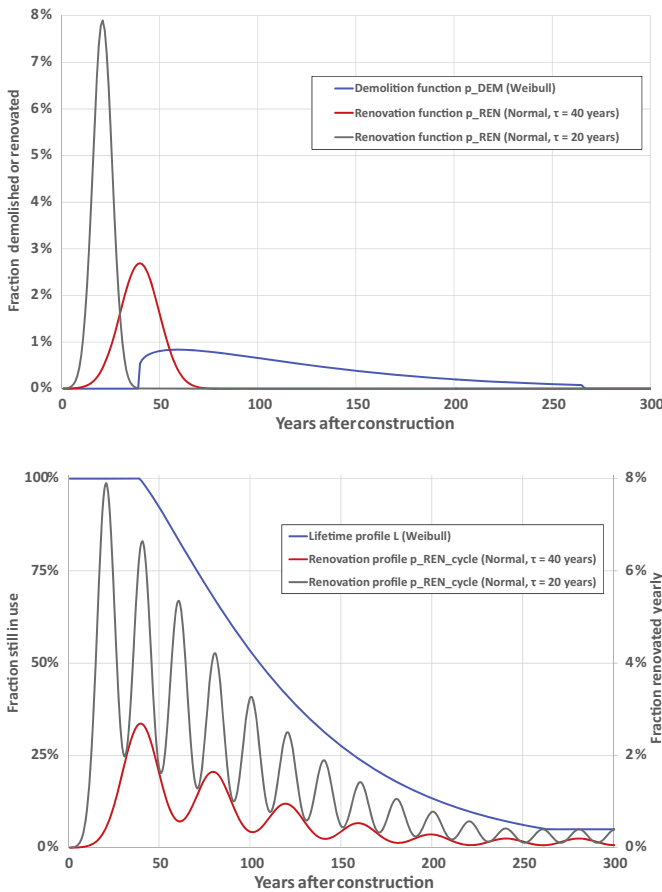 8%
7%
6%
5%
4%
3%
2%
1%
0%
Fraction demolished or renovated
Demolition function p_DEM (Weibull)
Renovation function p_REN (Normal, τ = 40 years)
Renovation function p_REN (Normal, τ = 20 years)
0 50 100 150 200 250 300
Years after construction
100%
75%
50%
25%
0%
Fraction still in use
Lifetime profile L (Weibull)
Renovation profile p_REN_cycle (Normal, τ = 40 years)
Renovation profile p_REN_cycle (Normal, τ = 20 years)
8%
6%
4%
2%
0%
Fraction renovated yearly
0 50 100 150 200 250 300
Years after construction